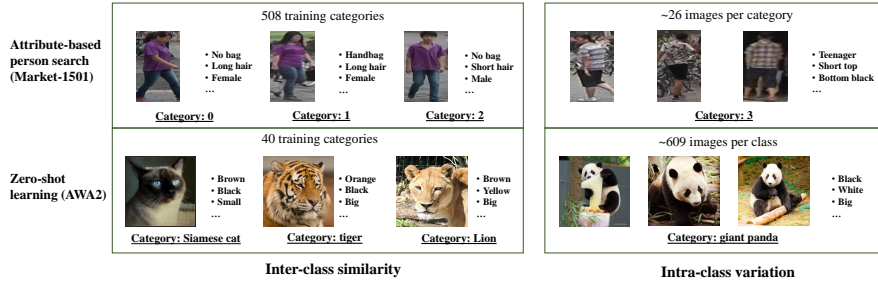 508 training categories
~26 images per category
Attribute-based
person search
(Market-1501)
• No bag
• Long hair
• Female
...
Category: 0
• Handbag
• Long hair
• Female
...
Category: 1
• No bag
• Short hair
• Male
...
Category: 2
• Teenager
• Short top
• Bottom black
...
Category: 3
40 training categories
~609 images per class
Zero-shot
learning (AWA2)
• Brown
• Black
• Small
...
Category: Siamese cat
• Orange
• Black
• Big
...
Category: tiger
• Brown
• Yellow
• Big
...
Category: Lion
• Black
• White
• Big
...
Category: giant panda
Inter-class similarity
Intra-class variation